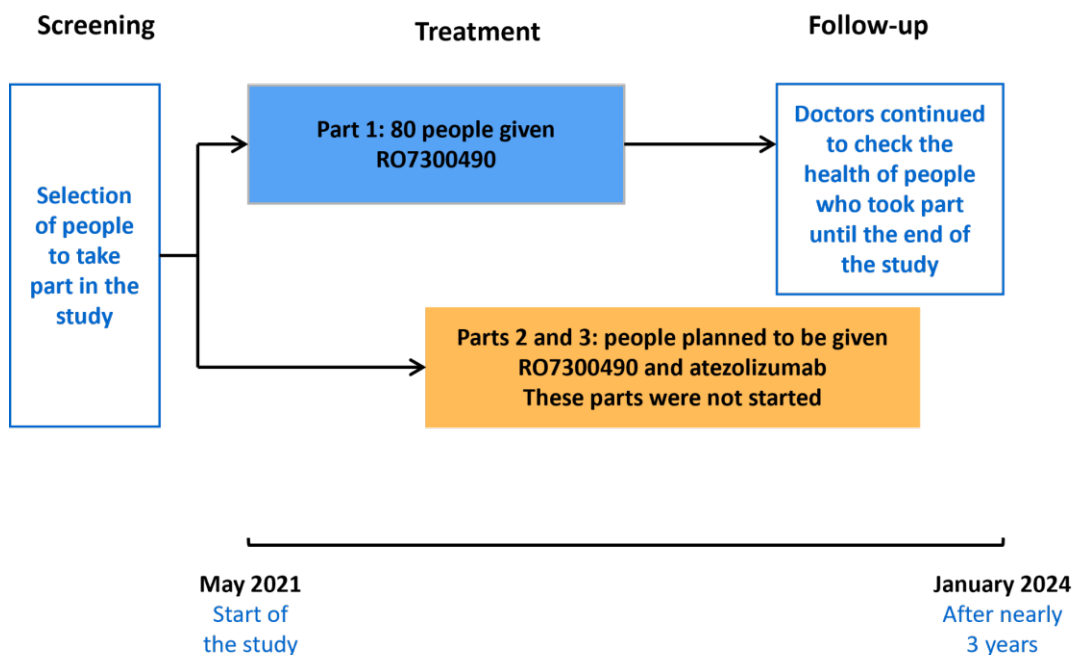 Screening
Treatment
Follow-up
Selection
of people
to take
part in the
study
Part 1: 80 people given
RO7300490
Doctors continued
to check the
health of people
who took part
until the end of
the study
Parts 2 and 3: people planned to be given
RO7300490 and atezolizumab
These parts were not started
May 2021
Start of
the study
January 2024
After nearly
3 years